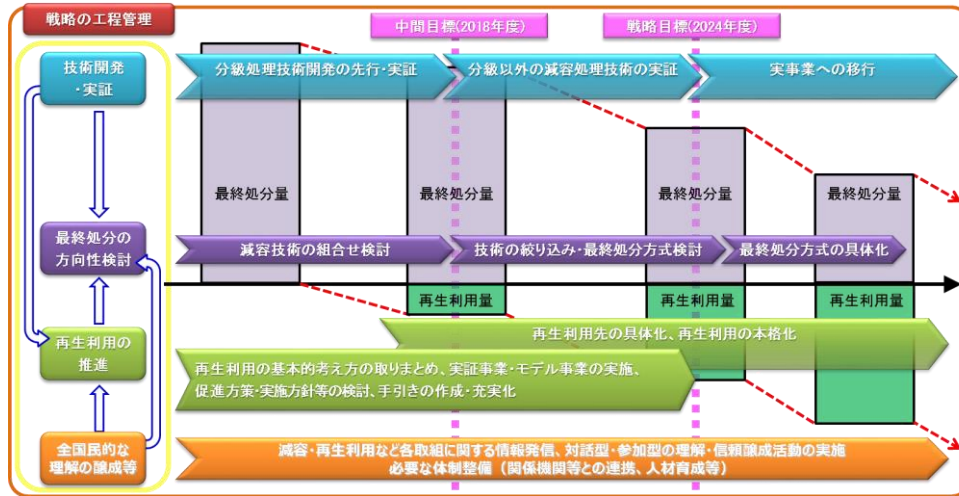 戦略の工程管理
中間目標(2018年度)
戦略目標(2024年度)
技術開発
・実証
分級処理技術開発の先行・実証
分級以外の減容処理技術の実証
実事業への移行
最終処分量
最終処分量
最終処分量
最終処分量
最終処分の
方向性検討
減容技術の組合せ検討
技術の絞り込み・最終処分方式検討
最終処分方式の具体化
再生利用量
再生利用量
再生利用量
再生利用の
推進
再生利用先の具体化、再生利用の本格化
再生利用の基本的考え方の取りまとめ、実証事業・モデル事業の実施、
促進方策・実施方針等の検討、手引きの作成・充実化
全国民的な
理解の醸成等
減容・再生利用など各取組に関する情報発信、対話型・参加型の理解・信頼醸成活動の実施
必要な体制整備（関係機関等との連携、人材育成等）